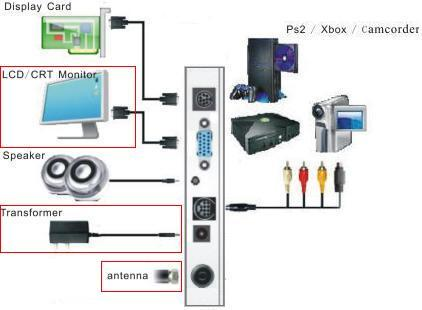 Display Card
Ps2 / Xbox / Camcorder
LCD/CRT Monitor
Speaker
Transformer
antenna